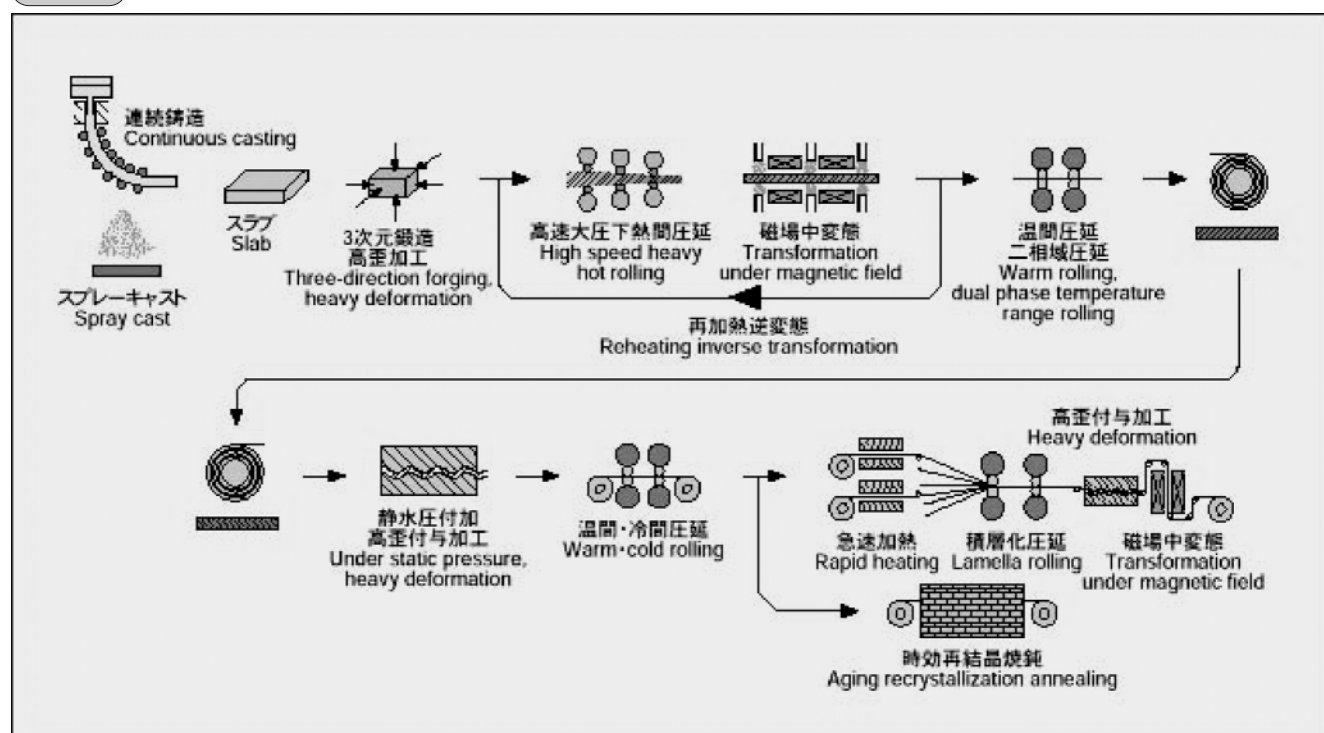 連続鋳造
Continuous casting
スラブ
Slab
スプレーキャスト
Spray cast
3次元鍛造
高歪加工
Three-direction forging,
heavy deformation
高速大圧下熱間圧延
High speed heavy
hot rolling
磁場中変態
Transformation
under magnetic field
再加熱逆変態
Reheating inverse transformation
温間圧延
二相域圧延
Warm rolling,
dual phase temperature
range rolling
静水圧付加
高歪付与加工
Under static pressure,
heavy deformation
温間・冷間圧延
Warm・cold rolling
急速加熱
Rapid heating
積層化圧延
Lamella rolling
高歪付与加工
Heavy deformation
磁場中変態
Transformation
under magnetic field
時効再結晶焼鈍
Aging recrystallization annealing